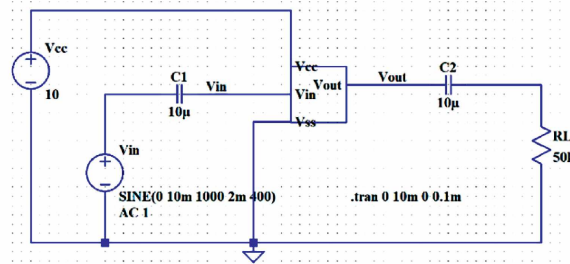 Vcc
10
C1
10µ
Vin
Vcc
Vin
Vout
Vss
Vout
C2
10µ
RL
Vin
SINE(0 10m 1000 2m 400)
AC 1
.tran 0 10m 0 0.1m